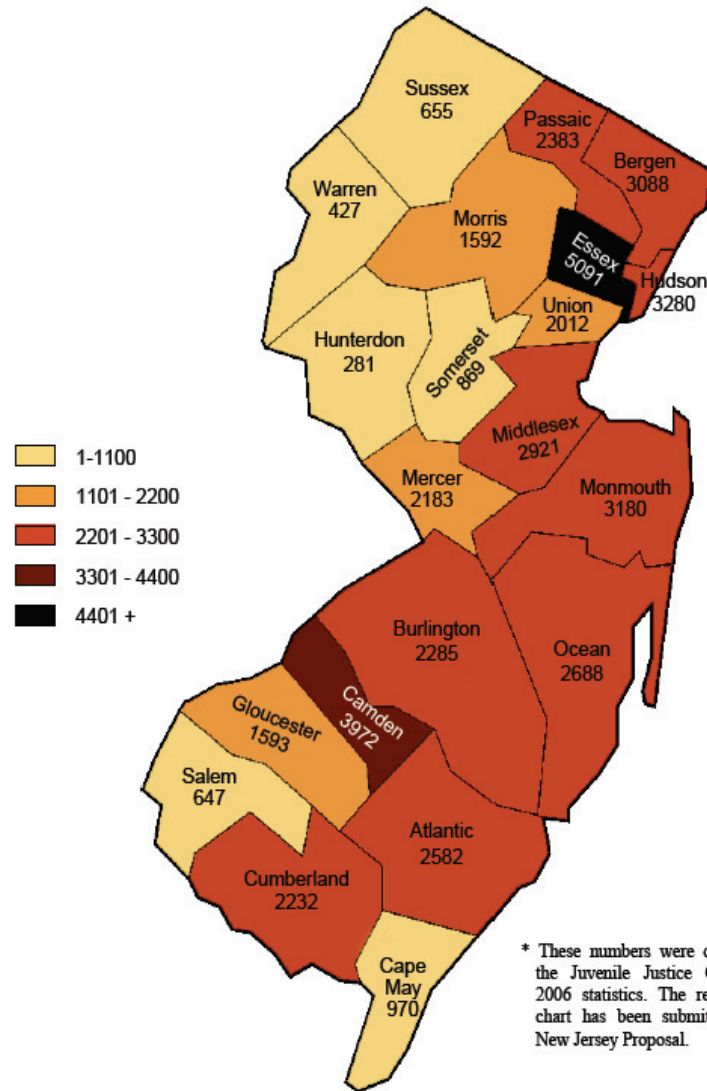 Sussex
655
Passaic
2383
Bergen
3088
Warren
427
Morris
1592
Essex
5091
Hudson
3280
Union
2012
Hunterdon
281
Somerset
869
Middlesex
2921
1-1100
1101 - 2200
2201 - 3300
3301 - 4400
4401 +
Mercer
2183
Monmouth
3180
Burlington
2285
Ocean
2688
Camden
3972
Gloucester
1593
Salem
647
Atlantic
2582
Cumberland
2232
Cape
May
970
* These numbers were
the Juvenile Justice
2006 statistics. The
chart has been
New Jersey Proposal.